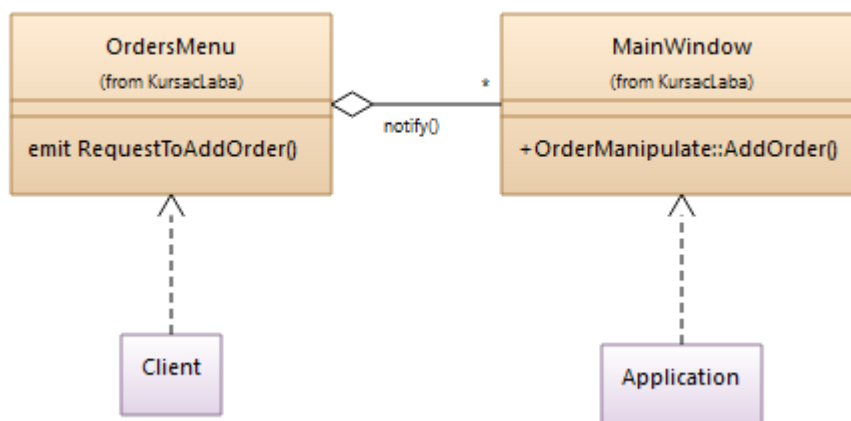 OrdersMenu
(from KursacLaba)
emit RequestToAddOrder()
*
notify()
MainWindow
(from KursacLaba)
+OrderManipulate::AddOrder()
Client
Application